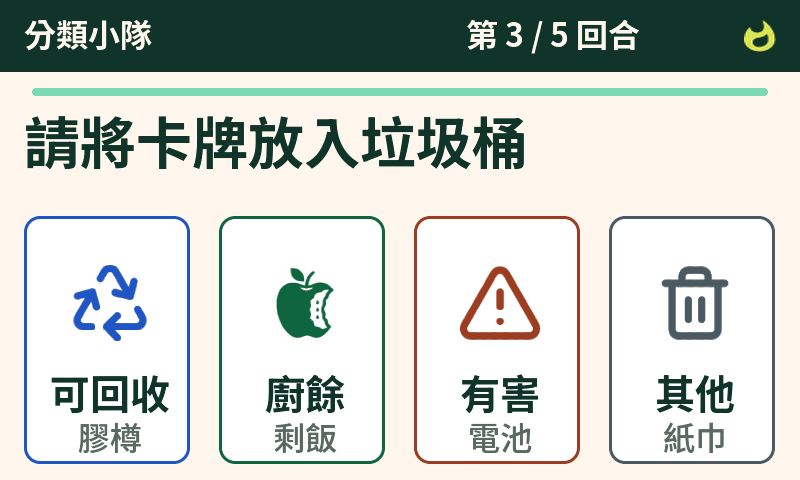 分類小隊
第 3 / 5 回合
請將卡牌放入垃圾桶
可回收
膠樽
廚餘
剩飯
有害
電池
其他
紙巾